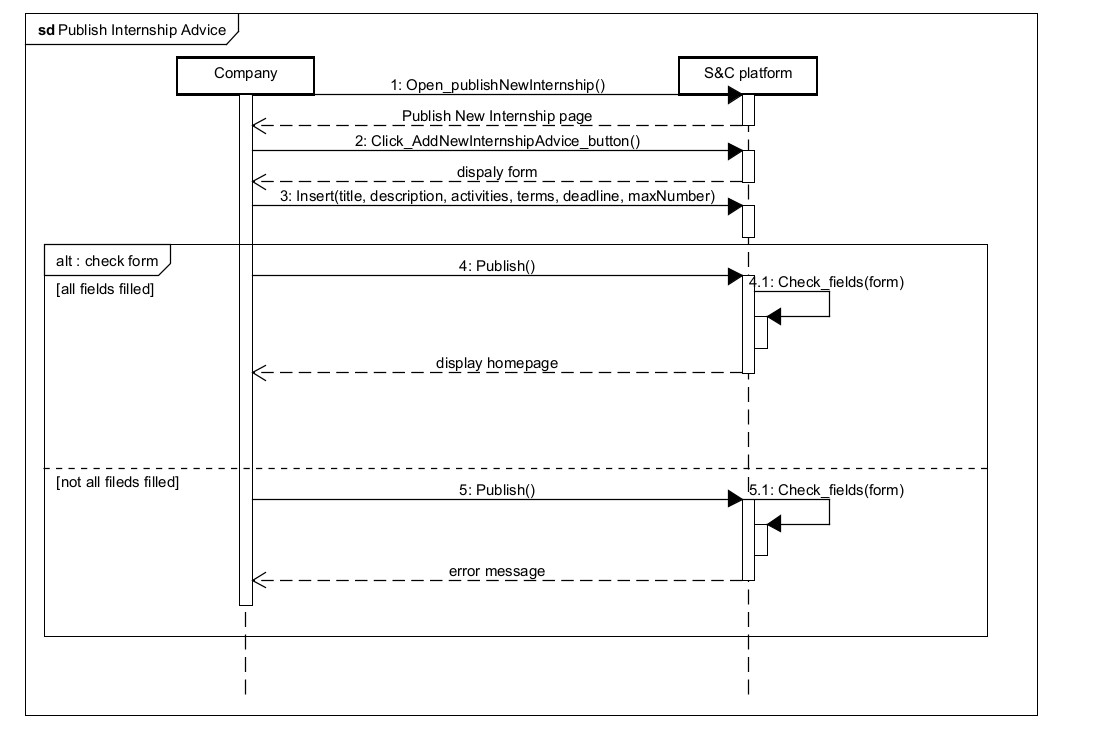 sd Publish Internship Advice
Company
S&C platform
1: Open_publishNewInternship()
Publish New Internship page
2: Click_AddNewInternshipAdvice_button()
dispaly form
3: Insert(title, description, activities, terms, deadline, maxNumber)
alt : check form
[all fields filled]
4: Publish()
4.1: Check_fields(form)
display homepage
[not all fileds filled]
5: Publish()
5.1: Check_fields(form)
error message